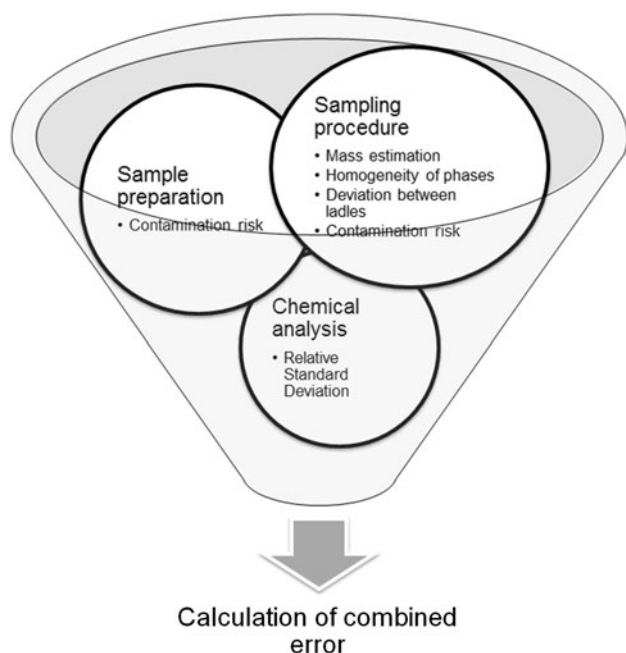 Sampling
procedure
• Mass estimation
• Homogeneity of phases
• Deviation between
ladles
• Contamination risk
Sample
preparation
• Contamination risk
Chemical
analysis
• Relative
Standard
Deviation
Calculation of combined
error